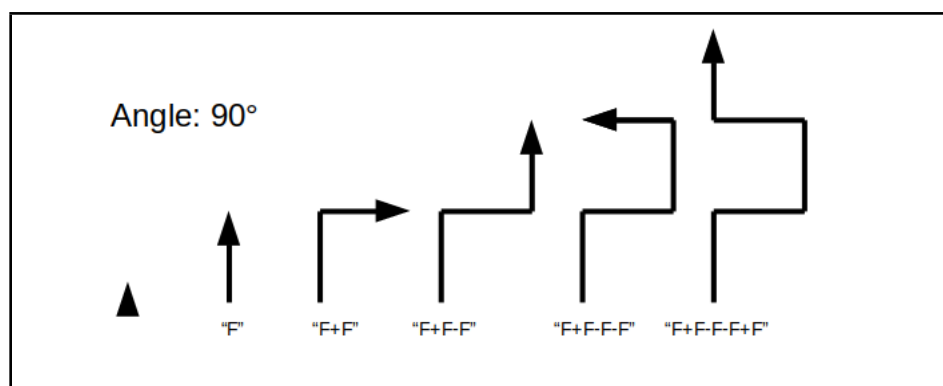 Angle: 90°
“F” “F+F” “F+F-F” “F+F-F-F” “F+F-F-F+F”